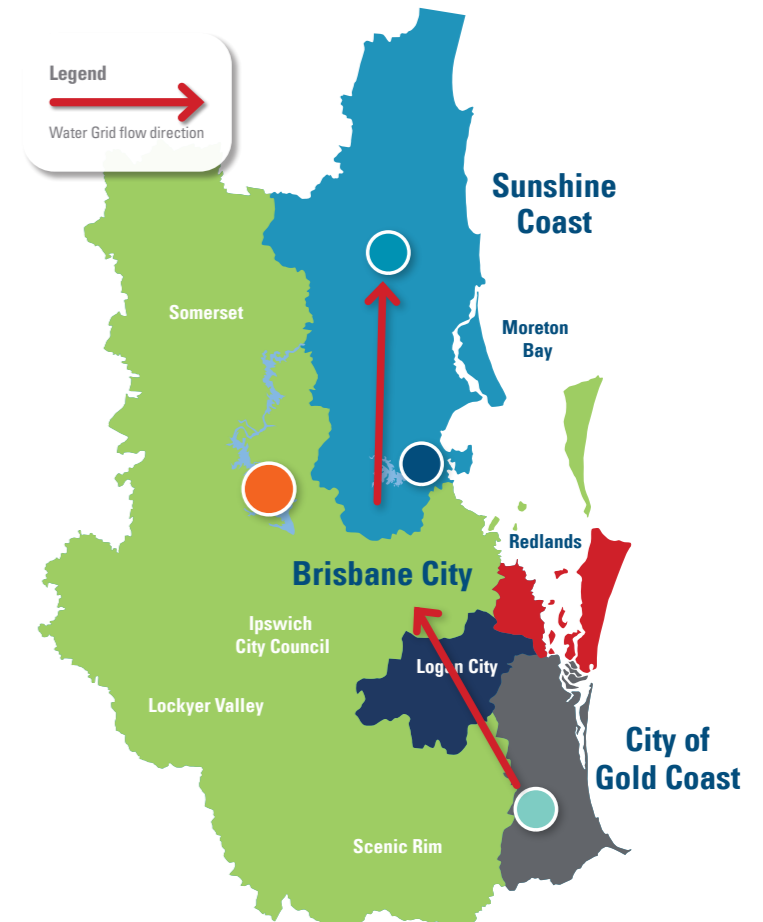 Legend
Water Grid flow direction
Sunshine
Coast
Somerset
Moreton
Bay
Redlands
Brisbane City
Ipswich
City Council
Logan City
Lockyer Valley
City of
Gold Coast
Scenic Rim